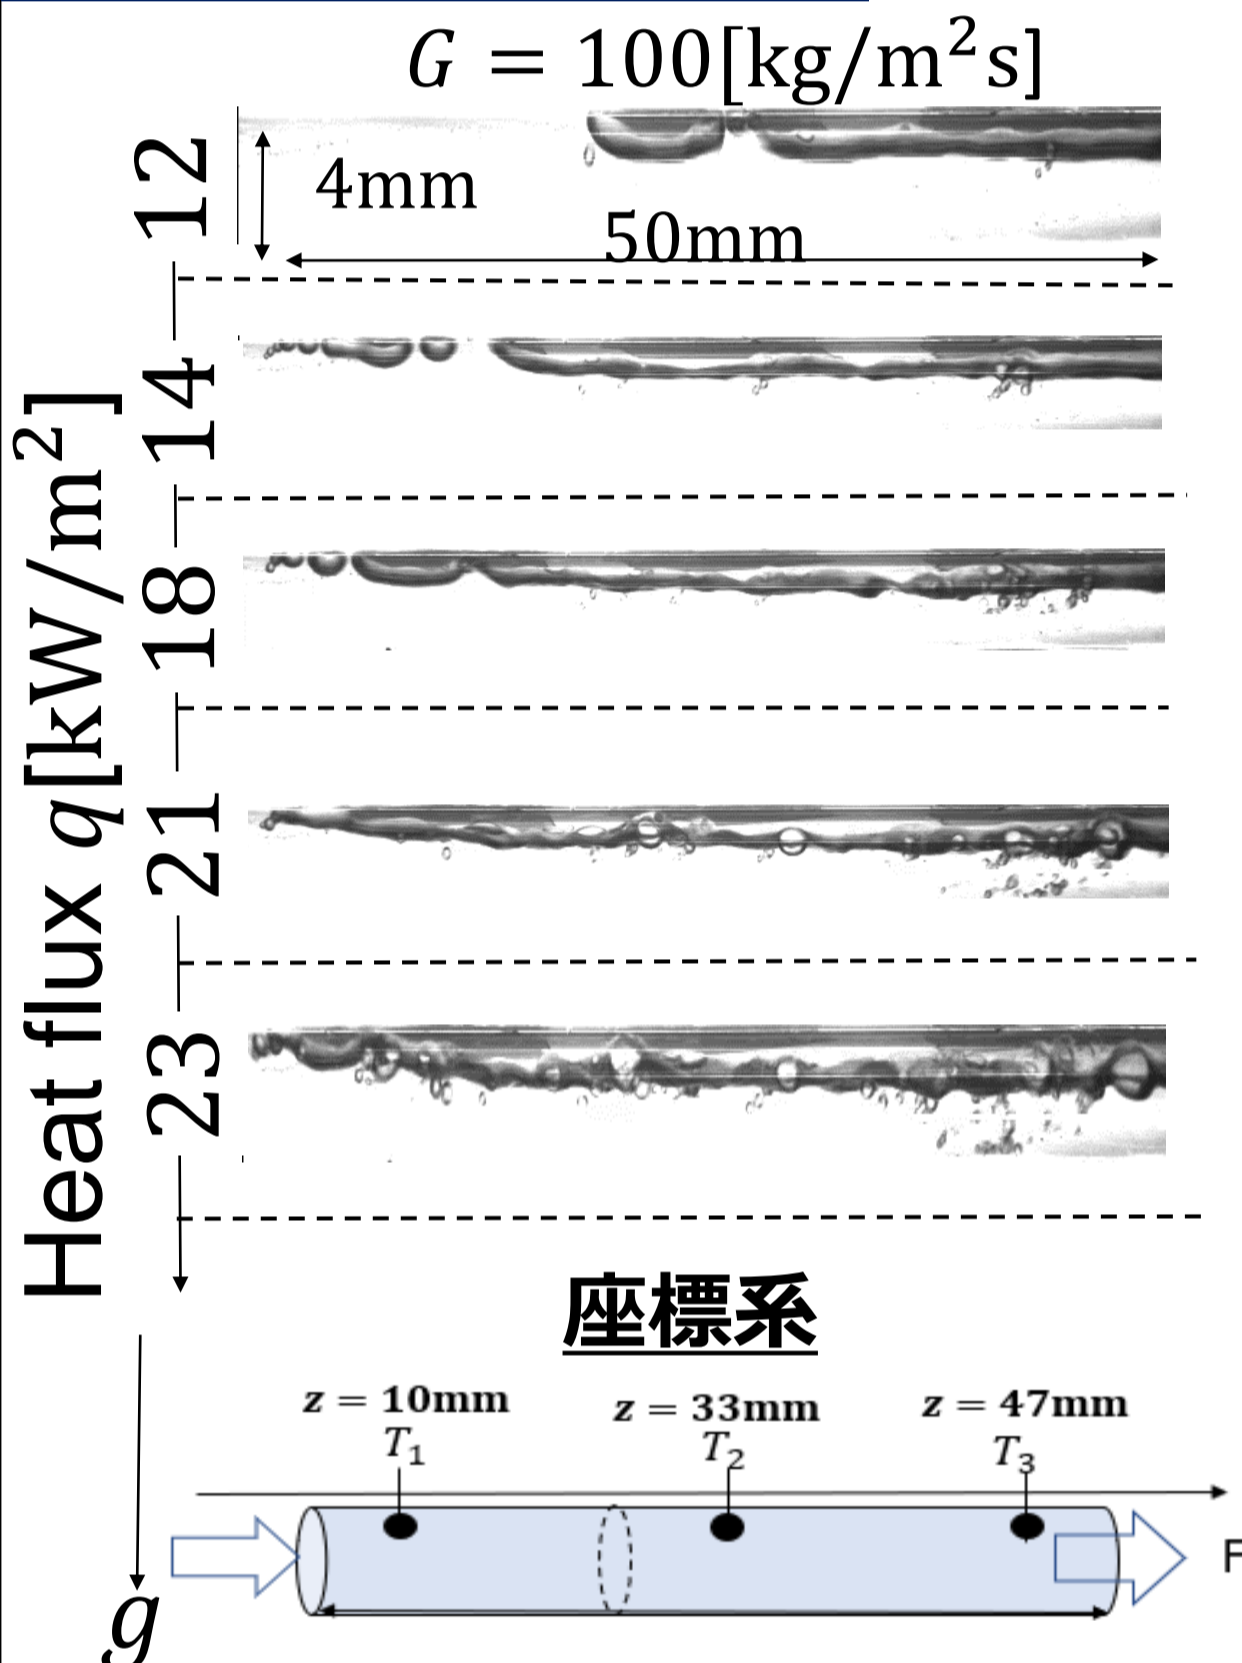 G = 100[kg/m²s]
12
4mm
50mm
14
18
21
23
Heat flux q[kW/m²]
座標系
z = 10mm
T₁
z = 33mm
T₂
z = 47mm
T₃
F
g